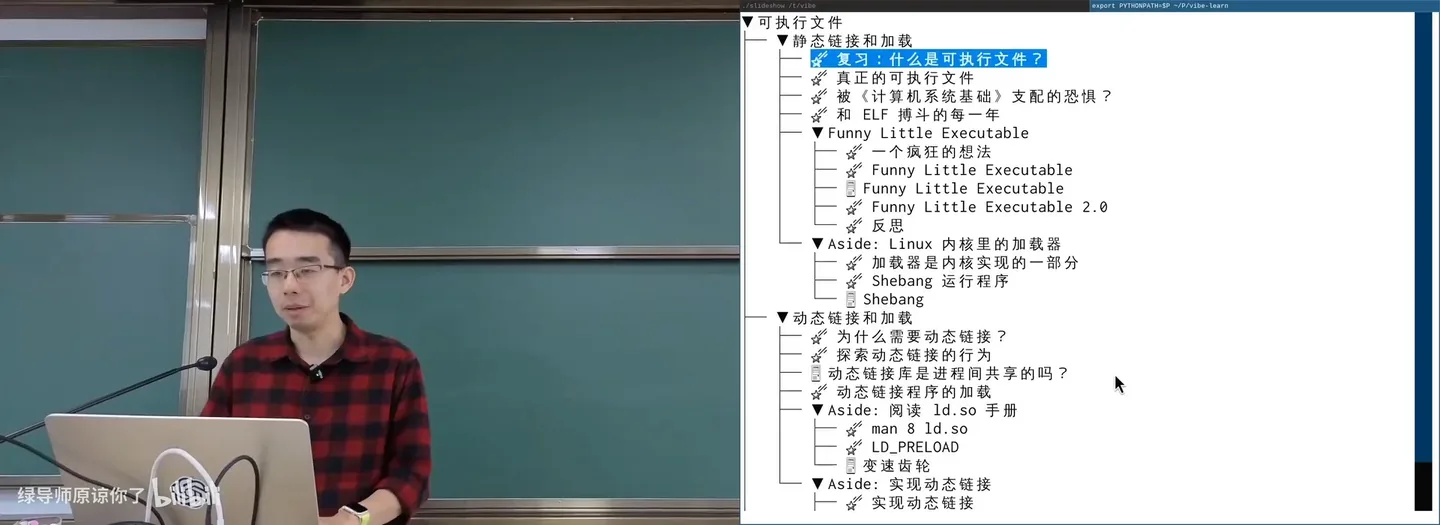 ./slideshow /t/vibe
export PYTHONPATH=$P ~/P/vibe-learn
▼可执行文件
▼静态链接和加载
复习：什么是可执行文件？
真正的可执行文件
被《计算机系统基础》支配的恐惧？
和 ELF 搏斗的每一年
▼Funny Little Executable
一个疯狂的想法
Funny Little Executable
Funny Little Executable
Funny Little Executable 2.0
反思
▼Aside: Linux 内核里的加载器
加载器是内核实现的一部分
Shebang 运行程序
Shebang
▼动态链接和加载
为什么需要动态链接？
探索动态链接的行为
动态链接库是进程间共享的吗？
动态链接程序的加载
▼Aside: 阅读 ld.so 手册
man 8 ld.so
LD_PRELOAD
变速齿轮
▼Aside: 实现动态链接
实现动态链接
绿导师原谅你了 bilibili